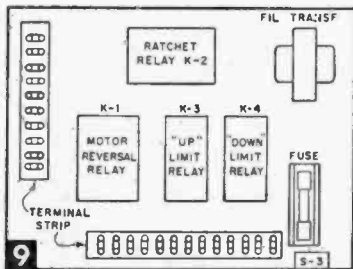 FIL TRANSF
RATCHET
RELAY K-2
K-1
K-3
K-4
MOTOR
REVERSAL
RELAY
"UP"
LIMIT
RELAY
"DOWN"
LIMIT
RELAY
FUSE
TERMINAL
STRIP
9
S-3